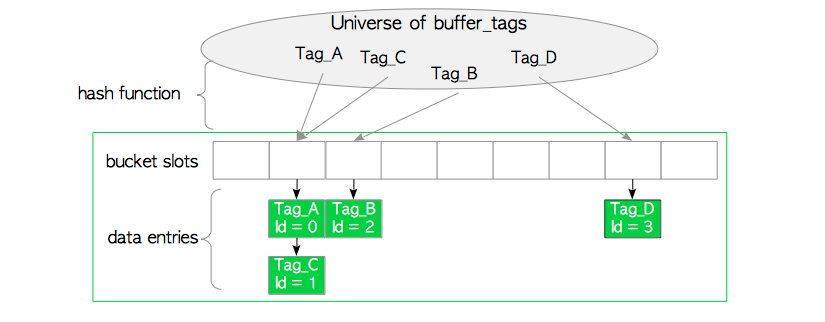 Universe of buffer_tags
Tag_A
Tag_C
Tag_D
Tag_B
hash function
bucket slots
data entries
Tag_A
Id = 0
Tag_B
Id = 2
Tag_D
Id = 3
Tag_C
Id = 1